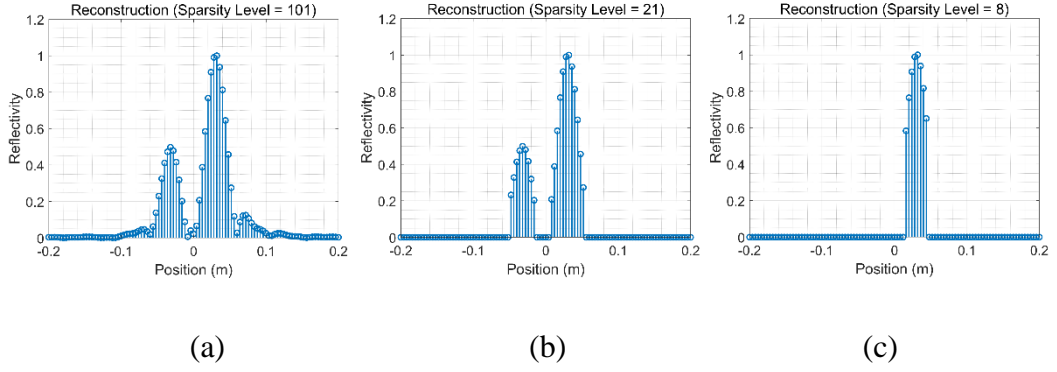 Reconstruction (Sparsity Level = 101)
1.2
1
0.8
0.6
0.4
0.2
0
Reflectivity
-0.2 -0.1 0 0.1 0.2
Position (m)
(a)
Reconstruction (Sparsity Level = 21)
1.2
1
0.8
0.6
0.4
0.2
0
Reflectivity
-0.2 -0.1 0 0.1 0.2
Position (m)
(b)
Reconstruction (Sparsity Level = 8)
1.2
1
0.8
0.6
0.4
0.2
0
Reflectivity
-0.2 -0.1 0 0.1 0.2
Position (m)
(c)